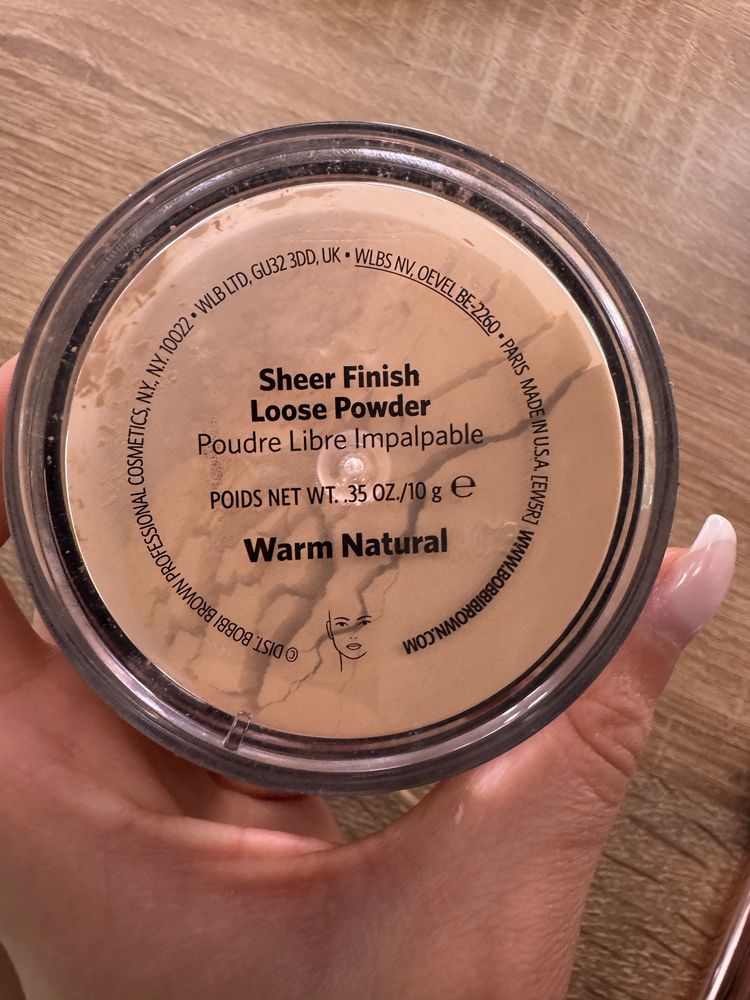 Sheer Finish
Loose Powder
Poudre Libre Impalpable
POIDS NET WT. .35 OZ./10 g ℮
Warm Natural
© DIST. BOBBI BROWN PROFESSIONAL COSMETICS, N.Y., N.Y. 10022 • WLB LTD, GU32 3DD, UK • WLBS NV, OEVEL BE-2260 • PARIS MADE IN U.S.A. [EW5R] WWW.BOBBIBROWN.COM